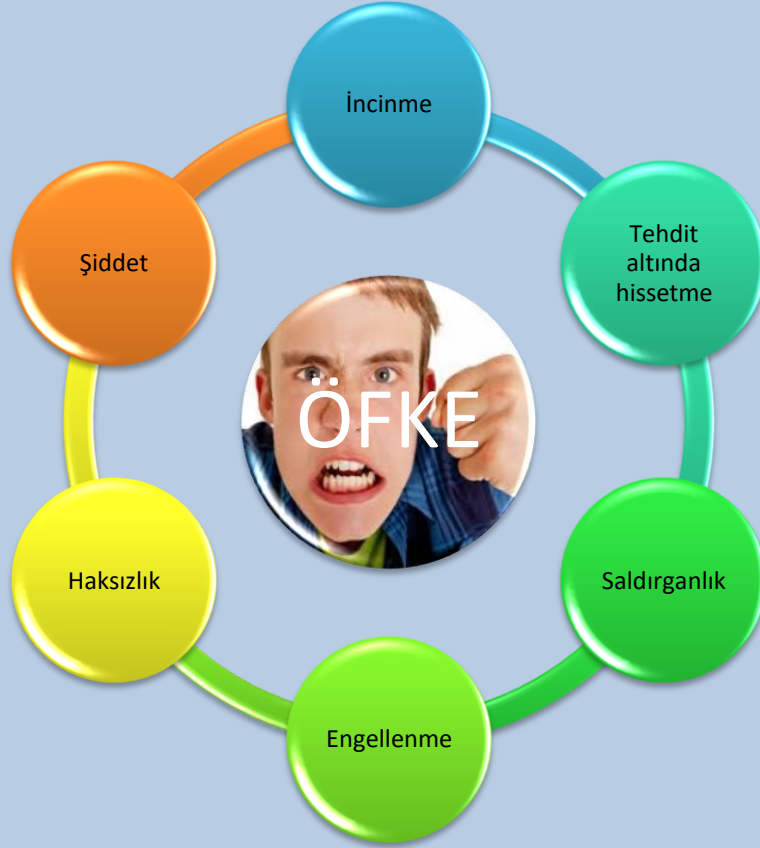 İncinme
Tehdit
altında
hissetme
Saldırganlık
Engellenme
Haksızlık
Şiddet
ÖFKE